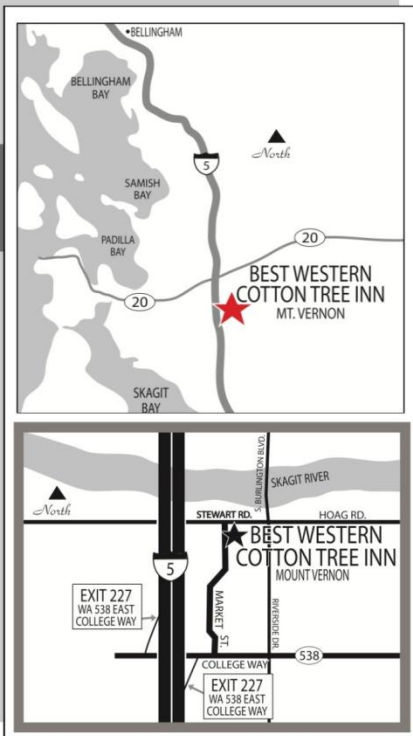 BELLINGHAM
BELLINGHAM
BAY
North
5
SAMISH
BAY
PADILLA
BAY
20
20
BEST WESTERN
COTTON TREE INN
MT. VERNON
SKAGIT
BAY
S. BURLINGTON BLVD.
SKAGIT RIVER
North
STEWART RD.
HOAG RD.
BEST WESTERN
COTTON TREE INN
MOUNT VERNON
5
EXIT 227
WA 538 EAST
COLLEGE WAY
MARKET ST.
RIVERSIDE DR.
538
COLLEGE WAY
EXIT 227
WA 538 EAST
COLLEGE WAY